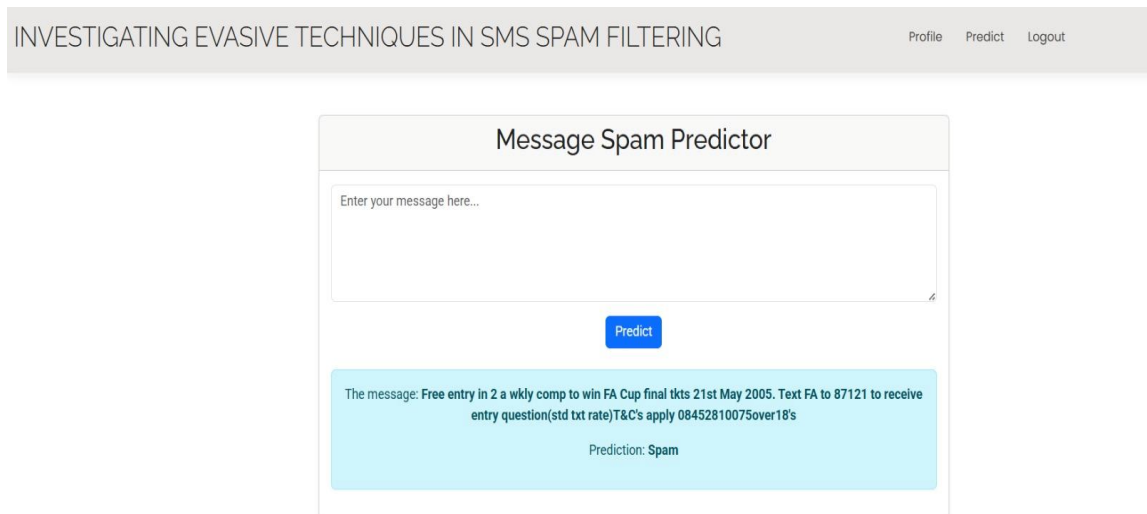 INVESTIGATING EVASIVE TECHNIQUES IN SMS SPAM FILTERING
Profile Predict Logout
Message Spam Predictor
Enter your message here...
Predict
The message: Free entry in 2 a wkly comp to win FA Cup final tkts 21st May 2005. Text FA to 87121 to receive
entry question(std txt rate)T&C's apply 08452810075over18's
Prediction: Spam